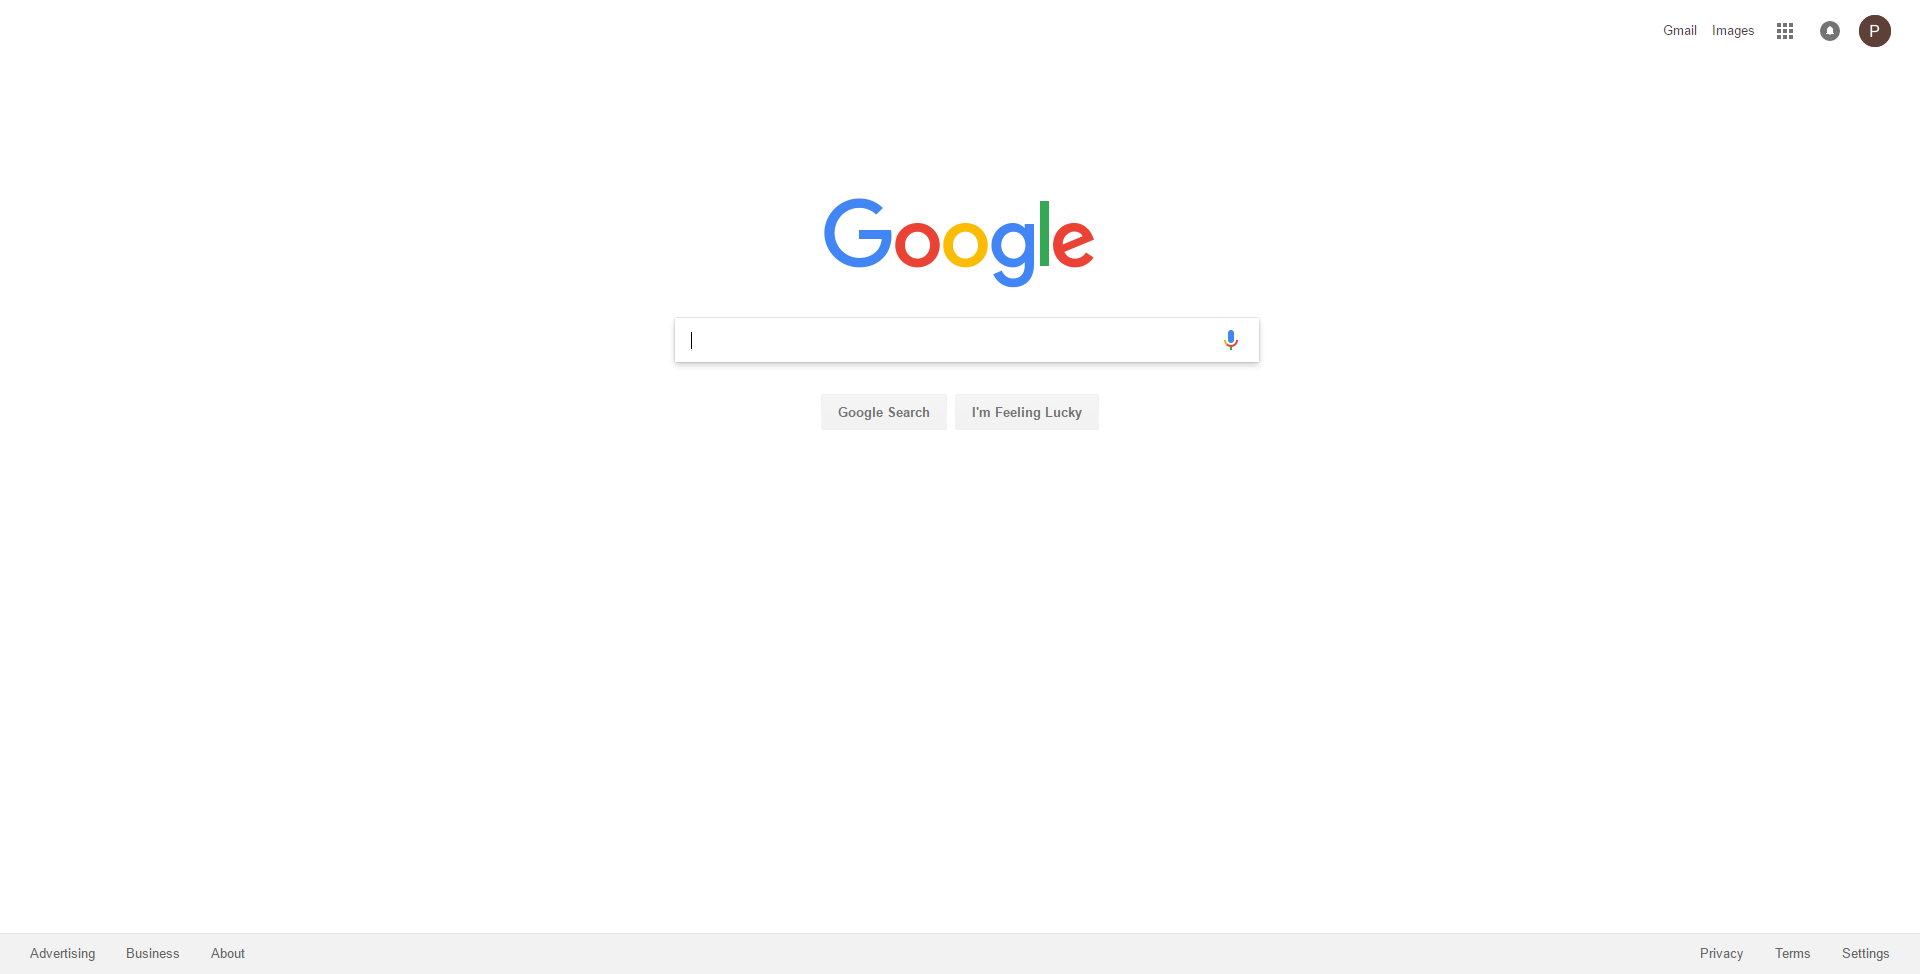 Gmail Images P
Google
Google Search I'm Feeling Lucky
Advertising Business About Privacy Terms Settings